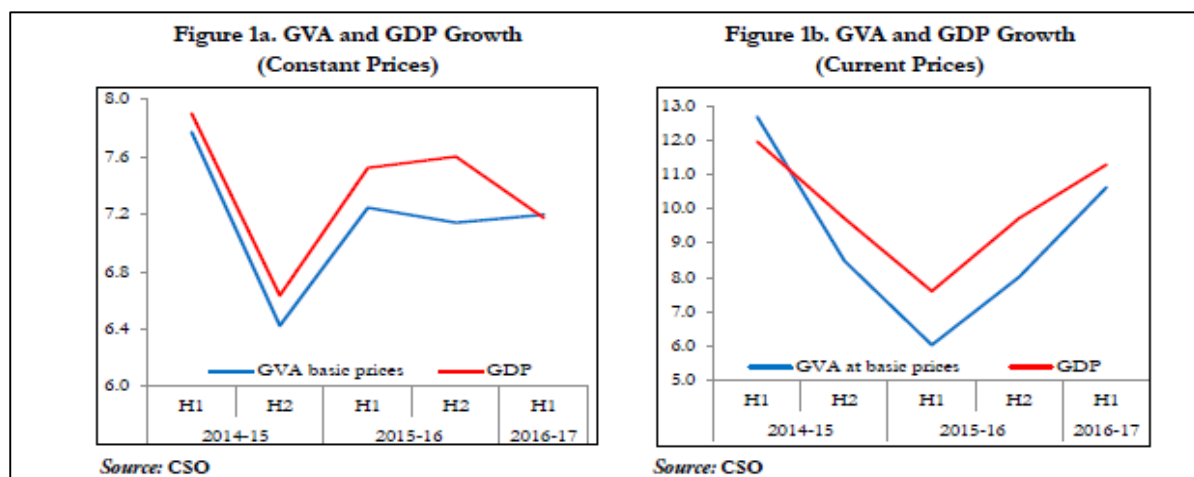 Figure 1a. GVA and GDP Growth
(Constant Prices)
8.0
7.6
7.2
6.8
6.4
6.0
GVA basic prices GDP
H1 H2 H1 H2 H1
2014-15 2015-16 2016-17
Source: CSO
Figure 1b. GVA and GDP Growth
(Current Prices)
13.0
12.0
11.0
10.0
9.0
8.0
7.0
6.0
5.0
GVA at basic prices GDP
H1 H2 H1 H2 H1
2014-15 2015-16 2016-17
Source: CSO